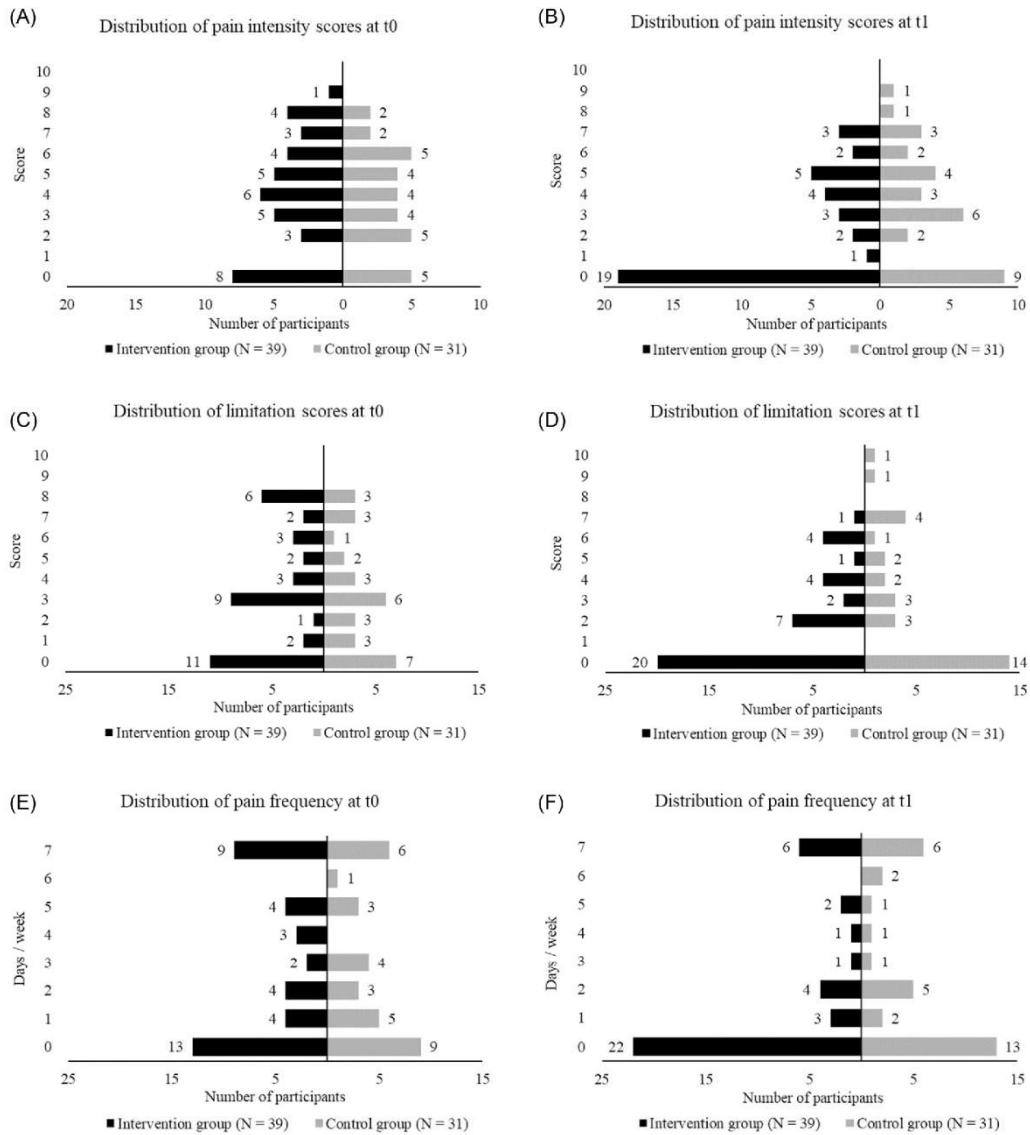 (A)
Distribution of pain intensity scores at t0
Score
10
9 1
8 4 2
7 3 2
6 4 5
5 5 4
4 6 4
3 5 4
2 3 5
1
0 8 5
20 15 10 5 0 5 10
Number of participants
Intervention group (N = 39) Control group (N = 31)
(B)
Distribution of pain intensity scores at t1
Score
10
9 1
8 1
7 3 3
6 2 2
5 5 4
4 4 3
3 3 6
2 2 2
1 1
0 19 9
20 15 10 5 0 5 10
Number of participants
Intervention group (N = 39) Control group (N = 31)
(C)
Distribution of limitation scores at t0
Score
10
9
8 6 3
7 2 3
6 3 1
5 2 2
4 3 3
3 9 6
2 1 3
1 2 3
0 11 7
25 15 5 5 15
Number of participants
Intervention group (N = 39) Control group (N = 31)
(D)
Distribution of limitation scores at t1
Score
10 1
9 1
8
7 1 4
6 4 1
5 1 2
4 4 2
3 2 3
2 7 3
1
0 20 14
25 15 5 5 15
Number of participants
Intervention group (N = 39) Control group (N = 31)
(E)
Distribution of pain frequency at t0
Days / week
7 9 6
6 1
5 4 3
4 3
3 2 4
2 4 3
1 4 5
0 13 9
25 15 5 5 15
Number of participants
Intervention group (N = 39) Control group (N = 31)
(F)
Distribution of pain frequency at t1
Days / week
7 6 6
6 2
5 2 1
4 1 1
3 1 1
2 4 5
1 3 2
0 22 13
25 15 5 5 15
Number of participants
Intervention group (N = 39) Control group (N = 31)